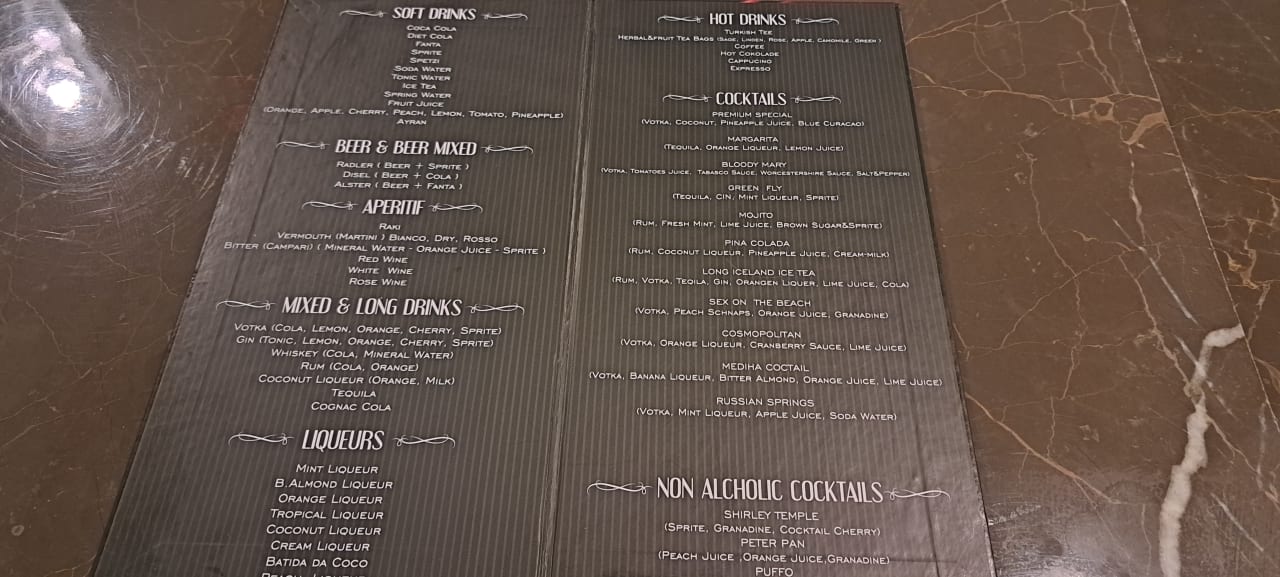 SOFT DRINKS
COCA COLA
DIET COLA
FANTA
SPRITE
SPETZI
SODA WATER
TONIC WATER
ICE TEA
SPRING WATER
FRUIT JUICE
(ORANGE, APPLE, CHERRY, PEACH, LEMON, TOMATO, PINEAPPLE)
AYRAN
BEER & BEER MIXED
RADLER ( BEER + SPRITE )
DISEL ( BEER + COLA )
ALSTER ( BEER + FANTA )
APERITIF
RAKI
VERMOUTH (MARTINI ) BIANCO, DRY, ROSSO
BITTER (CAMPARI) ( MINERAL WATER - ORANGE JUICE - SPRITE )
RED WINE
WHITE WINE
ROSE WINE
MIXED & LONG DRINKS
VOTKA (COLA, LEMON, ORANGE, CHERRY, SPRITE)
GIN (TONIC, LEMON, ORANGE, CHERRY, SPRITE)
WHISKEY (COLA, MINERAL WATER)
RUM (COLA, ORANGE)
COCONUT LIQUEUR (ORANGE, MILK)
TEQUILA
COGNAC COLA
LIQUEURS
MINT LIQUEUR
B.ALMOND LIQUEUR
ORANGE LIQUEUR
TROPICAL LIQUEUR
COCONUT LIQUEUR
CREAM LIQUEUR
BATIDA DA COCO
HOT DRINKS
TURKISH TEE
HERBAL&FRUIT TEA BAGS (SAGE, LINDEN, ROSE, APPLE, CAMOMILE, GREEN )
COFFEE
HOT COKOLADE
CAPPUCINO
EXPRESSO
COCKTAILS
PREMIUM SPECIAL
(VOTKA, COCONUT, PINEAPPLE JUICE, BLUE CURACAO)
MARGARITA
(TEQUILA, ORANGE LIQUEUR, LEMON JUICE)
BLOODY MARY
(VOTKA, TOMATOES JUICE, TABASCO SAUCE, WORCESTERSHIRE SAUCE, SALT&PEPPER)
GREEN FLY
(TEQUILA, CIN, MINT LIQUEUR, SPRITE)
MOJITO
(RUM, FRESH MINT, LIME JUICE, BROWN SUGAR&SPRITE)
PINA COLADA
(RUM, COCONUT LIQUEUR, PINEAPPLE JUICE, CREAM-MILK)
LONG ICELAND ICE TEA
(RUM, VOTKA, TEQILA, GIN, ORANGEN LIQUER, LIME JUICE, COLA)
SEX ON THE BEACH
(VOTKA, PEACH SCHNAPS, ORANGE JUICE, GRANADINE)
COSMOPOLITAN
(VOTKA, ORANGE LIQUEUR, CRANBERRY SAUCE, LIME JUICE)
MEDIHA COCTAIL
(VOTKA, BANANA LIQUEUR, BITTER ALMOND, ORANGE JUICE, LIME JUICE)
RUSSIAN SPRINGS
(VOTKA, MINT LIQUEUR, APPLE JUICE, SODA WATER)
NON ALCHOLIC COCKTAILS
SHIRLEY TEMPLE
(SPRITE, GRANADINE, COCKTAIL CHERRY)
PETER PAN
(PEACH JUICE ,ORANGE JUICE,GRANADINE)
PUFFO